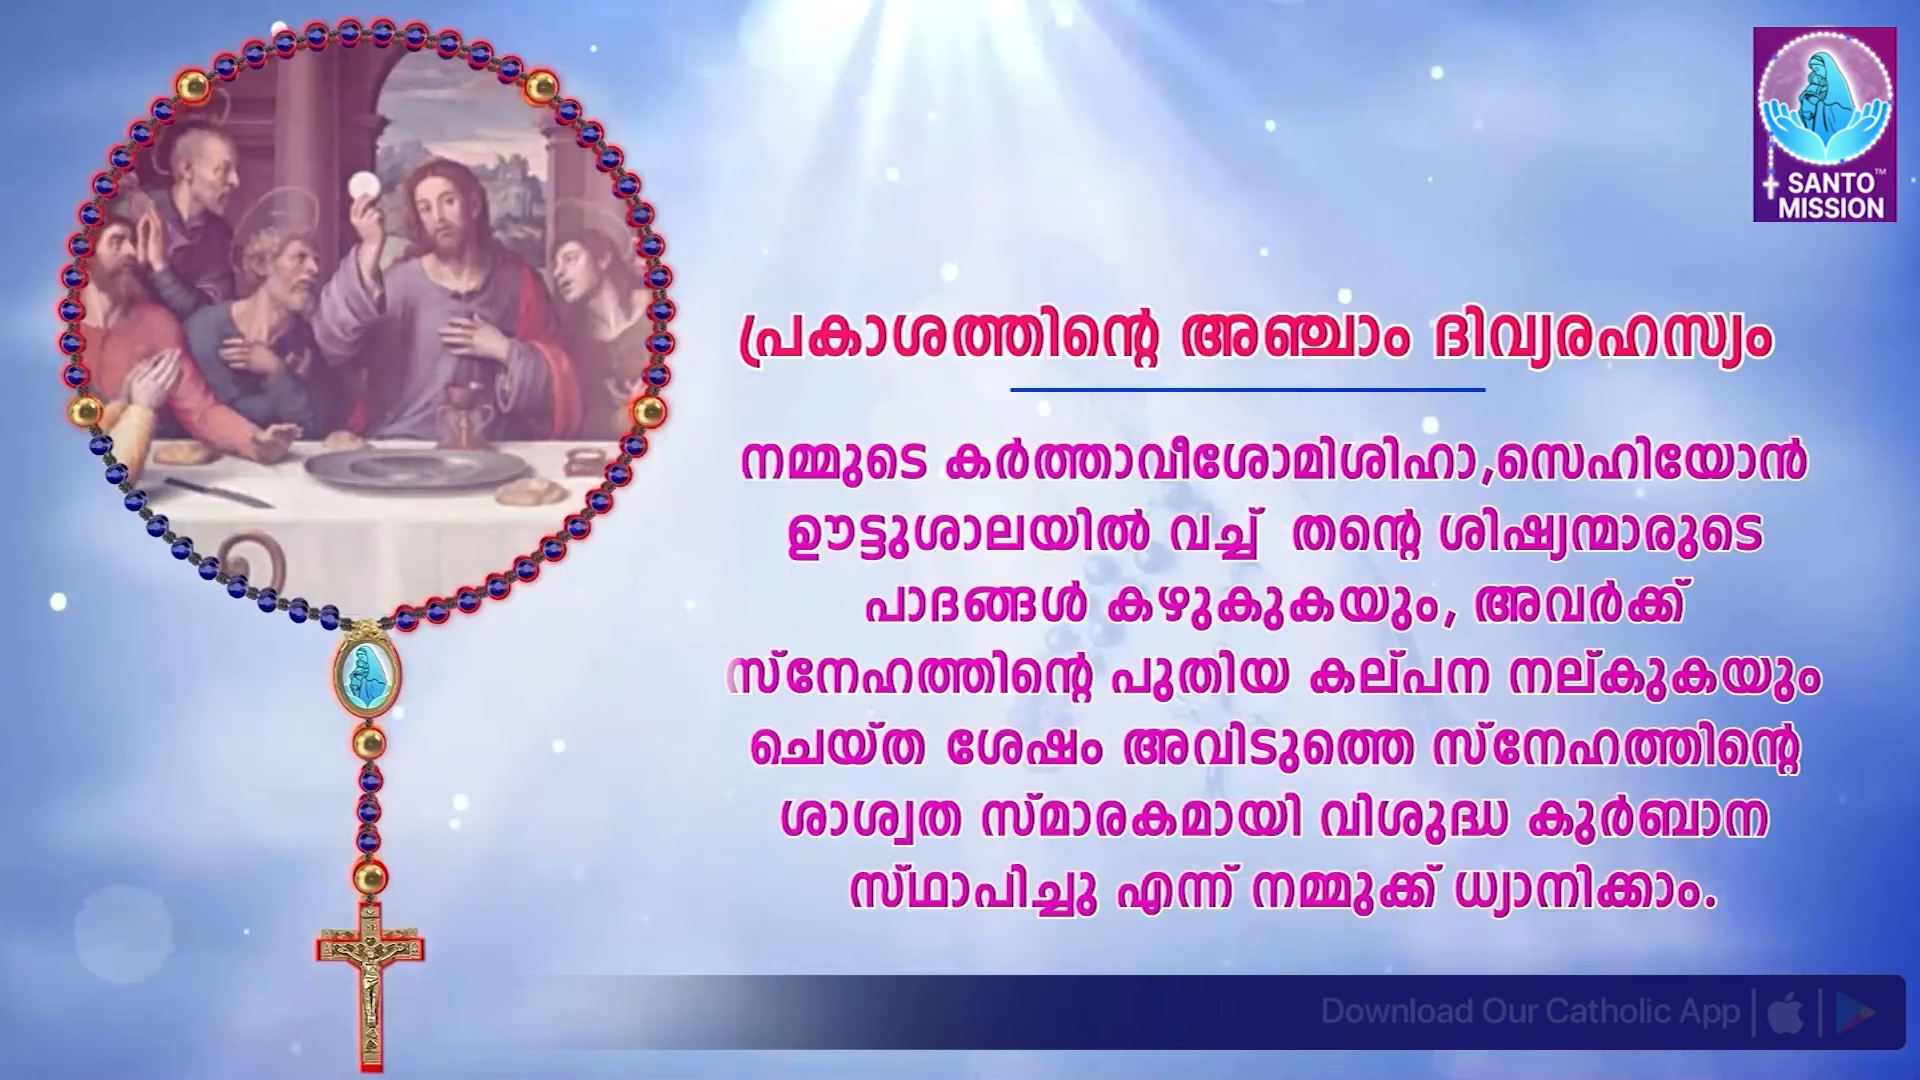 SANTO™
MISSION
പ്രകാശത്തിന്റെ അഞ്ചാം ദിവ്യരഹസ്യം
നമ്മുടെ കർത്താവീശോമിശിഹാ,സെഹിയോൻ
ഊട്ടുശാലയിൽ വച്ച് തന്റെ ശിഷ്യന്മാരുടെ
പാദങ്ങൾ കഴുകുകയും, അവർക്ക്
സ്നേഹത്തിന്റെ പുതിയ കല്പന നല്കുകയും
ചെയ്ത ശേഷം അവിടുത്തെ സ്നേഹത്തിന്റെ
ശാശ്വത സ്മാരകമായി വിശുദ്ധ കുർബാന
സ്ഥാപിച്ചു എന്ന് നമ്മുക്ക് ധ്യാനിക്കാം.
Download Our Catholic App